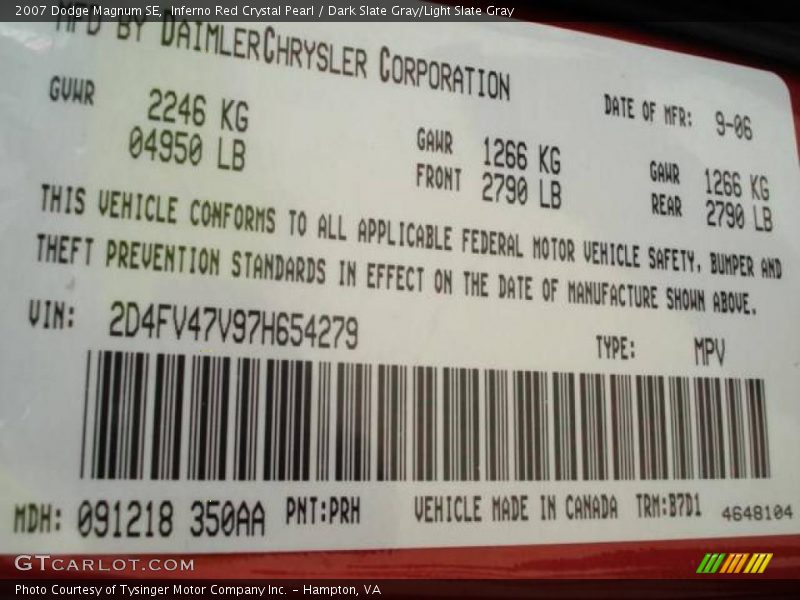 2007 Dodge Magnum SE, Inferno Red Crystal Pearl / Dark Slate Gray/Light Slate Gray
MFD BY DAIMLERCHRYSLER CORPORATION
GVWR 2246 KG 04950 LB
DATE OF MFR: 9-06
GAWR FRONT 1266 KG 2790 LB
GAWR REAR 1266 KG 2790 LB
THIS VEHICLE CONFORMS TO ALL APPLICABLE FEDERAL MOTOR VEHICLE SAFETY, BUMPER AND
THEFT PREVENTION STANDARDS IN EFFECT ON THE DATE OF MANUFACTURE SHOWN ABOVE.
VIN: 2D4FV47V97H654279
TYPE: MPV
MDH: 091218 350AA PNT:PRH VEHICLE MADE IN CANADA TRM:B7D1 4648104
GTCARLOT.COM
Photo Courtesy of Tysinger Motor Company Inc. - Hampton, VA